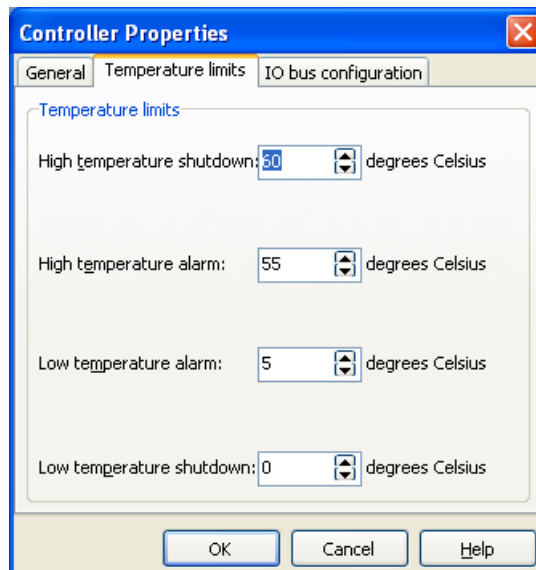 Controller Properties
General Temperature limits IO bus configuration
Temperature limits
High temperature shutdown: 60 degrees Celsius
High temperature alarm: 55 degrees Celsius
Low temperature alarm: 5 degrees Celsius
Low temperature shutdown: 0 degrees Celsius
OK Cancel Help